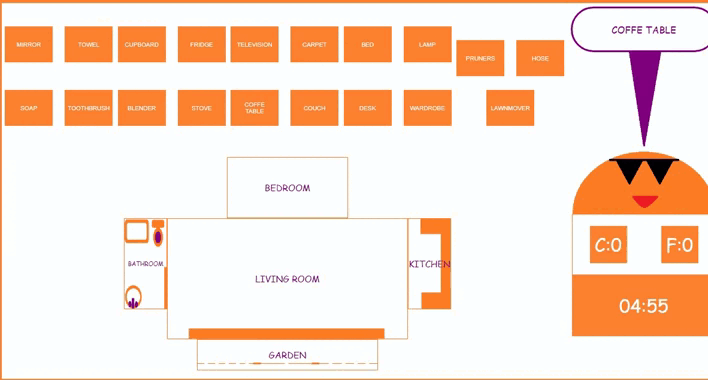 MIRROR
TOWEL
CUPBOARD
FRIDGE
TELEVISION
CARPET
BED
LAMP
PRUNERS
HOSE
SOAP
TOOTHBRUSH
BLENDER
STOVE
COFFE
TABLE
COUCH
DESK
WARDROBE
LAWNMOVER
COFFE TABLE
BEDROOM
BATHROOM
LIVING ROOM
KITCHEN
GARDEN
C:0
F:0
04:55